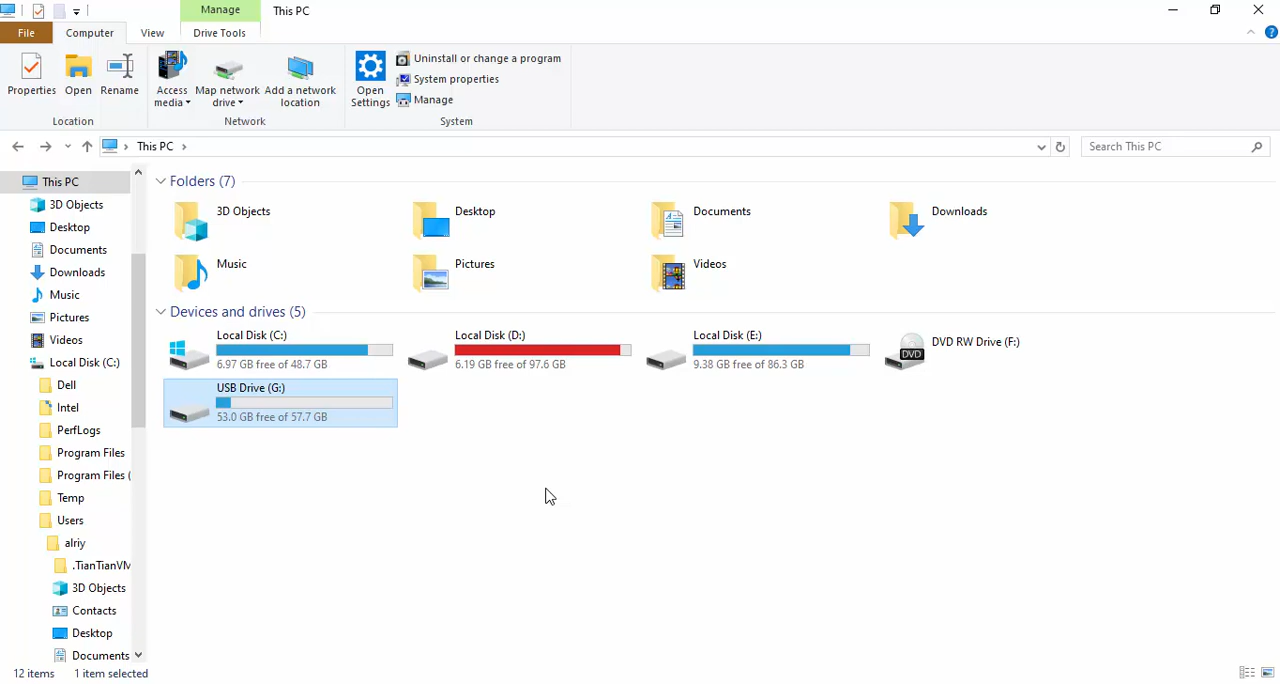 Manage
This PC
File
Computer
View
Drive Tools
Properties
Open
Rename
Location
Access media
Map network drive
Add a network location
Network
Open Settings
Uninstall or change a program
System properties
Manage
System
This PC
Search This PC
This PC
3D Objects
Desktop
Documents
Downloads
Music
Pictures
Videos
Local Disk (C:)
Dell
Intel
PerfLogs
Program Files
Program Files (
Temp
Users
alriy
.TianTianVM
3D Objects
Contacts
Desktop
Documents
Folders (7)
3D Objects
Desktop
Documents
Downloads
Music
Pictures
Videos
Devices and drives (5)
Local Disk (C:)
6.97 GB free of 48.7 GB
Local Disk (D:)
6.19 GB free of 97.6 GB
Local Disk (E:)
9.38 GB free of 86.3 GB
DVD
DVD RW Drive (F:)
USB Drive (G:)
53.0 GB free of 57.7 GB
12 items
1 item selected